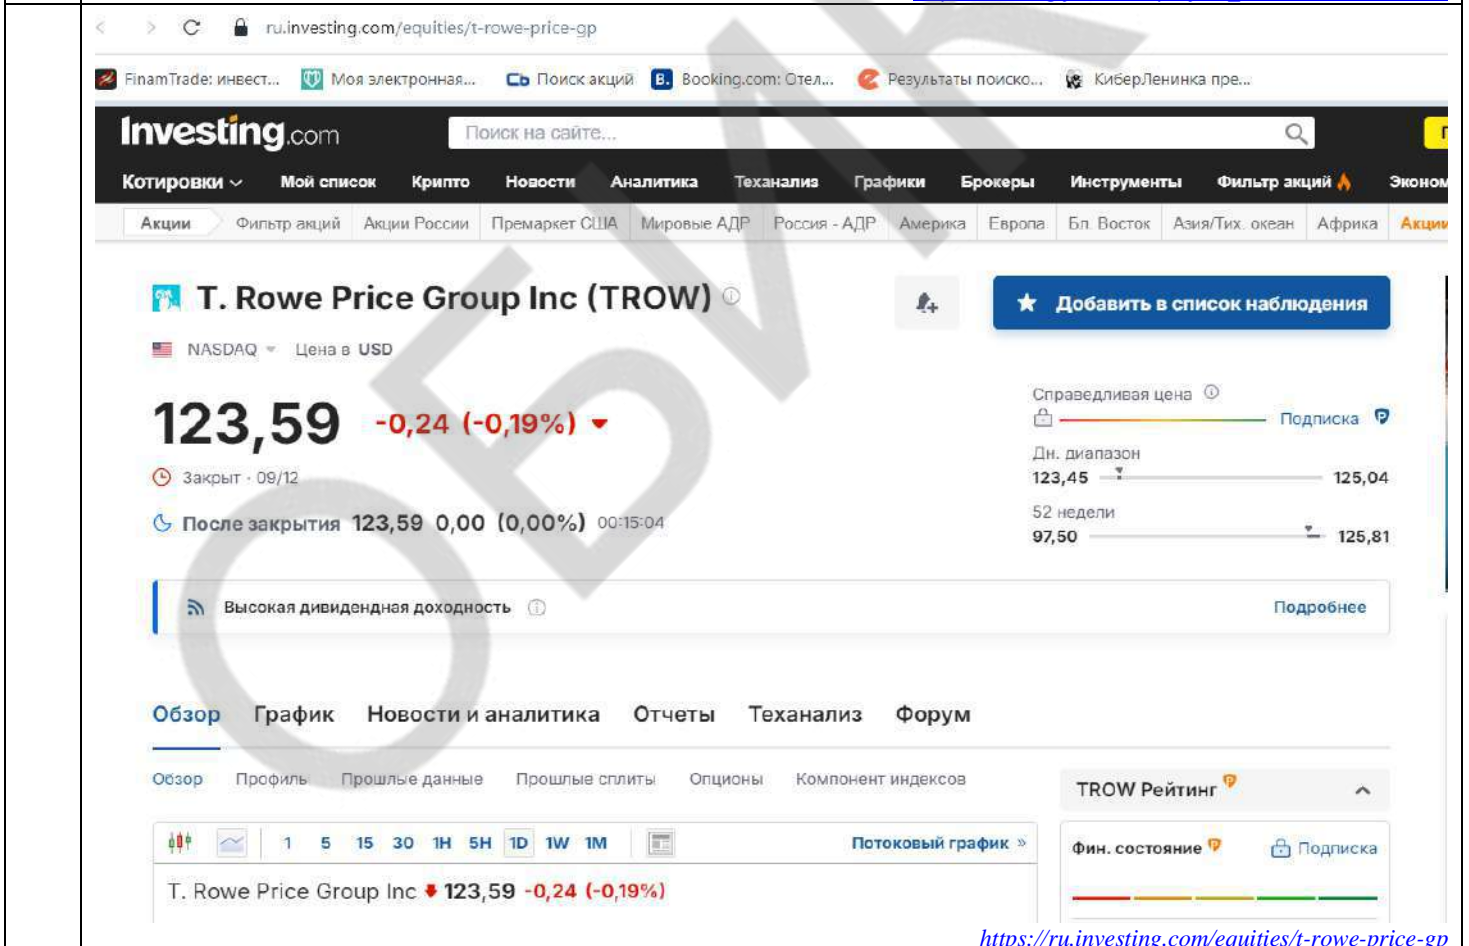 ru.investing.com/equities/t-rowe-price-gp
FinamTrade: инвест... Моя электронная... Сь Поиск акций B. Booking.com: Отел... Результаты поиско... КиберЛенинка пре...
Investing.com Поиск на сайте...
Котировки Мой список Крипто Новости Аналитика Теханализ Графики Брокеры Инструменты Фильтр акций Эконом
Акции Фильтр акций Акции России Премаркет США Мировые АДР Россия - АДР Америка Европа Бл. Восток Азия/Тих. океан Африка Акции
T. Rowe Price Group Inc (TROW)
Добавить в список наблюдения
NASDAQ Цена в USD
123,59 -0,24 (-0,19%)
Справедливая цена
Подписка
Закрыт · 09/12
Дн. диапазон
123,45 125,04
После закрытия 123,59 0,00 (0,00%) 00:15:04
52 недели
97,50 125,81
Высокая дивидендная доходность Подробнее
Обзор График Новости и аналитика Отчеты Теханализ Форум
Обзор Профиль Прошлые данные Прошлые сплиты Опционы Компонент индексов
TROW Рейтинг
1 5 15 30 1H 5H 1D 1W 1M Потоковый график »
Фин. состояние Подписка
T. Rowe Price Group Inc 123,59 -0,24 (-0,19%)
https://ru.investing.com/equities/t-rowe-price-gp
ОБИК